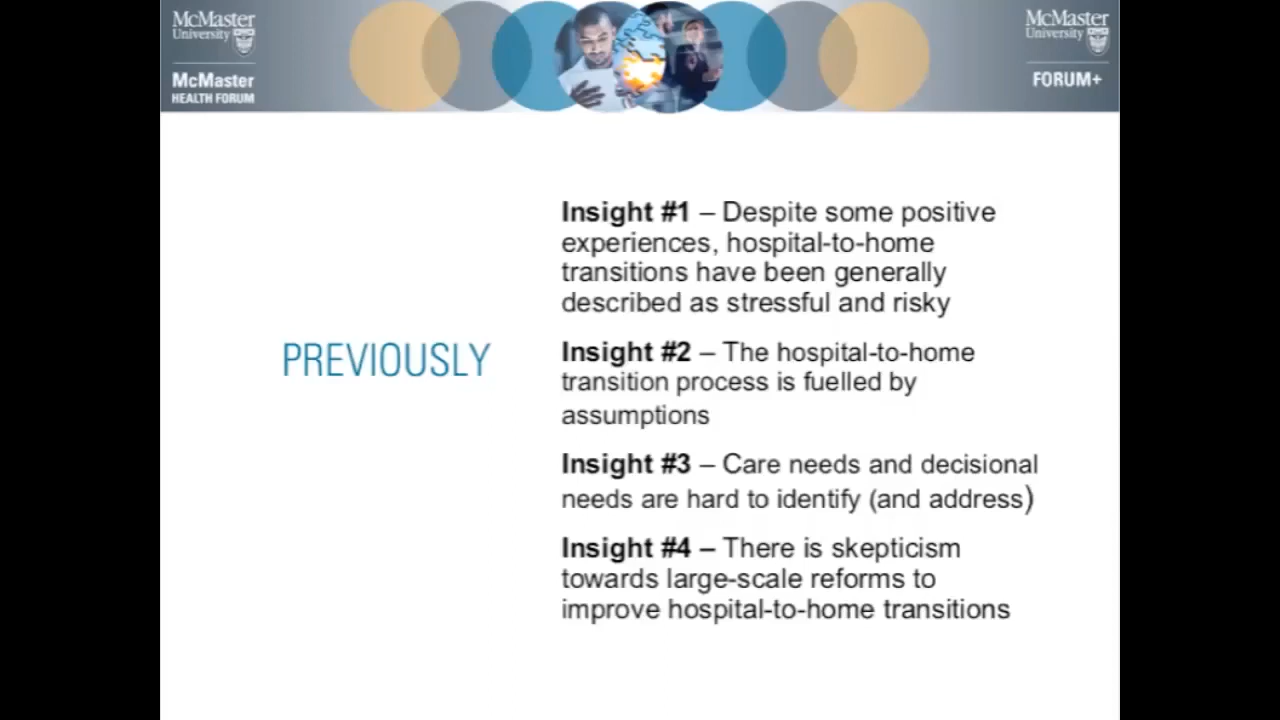 McMaster
University
McMaster
HEALTH FORUM
McMaster
University
FORUM+
PREVIOUSLY
Insight #1 – Despite some positive
experiences, hospital-to-home
transitions have been generally
described as stressful and risky
Insight #2 – The hospital-to-home
transition process is fuelled by
assumptions
Insight #3 – Care needs and decisional
needs are hard to identify (and address)
Insight #4 – There is skepticism
towards large-scale reforms to
improve hospital-to-home transitions